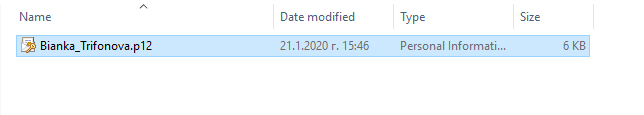 Name Date modified Type Size
Bianka_Trifonova.p12 21.1.2020 г. 15:46 Personal Informati... 6 KB